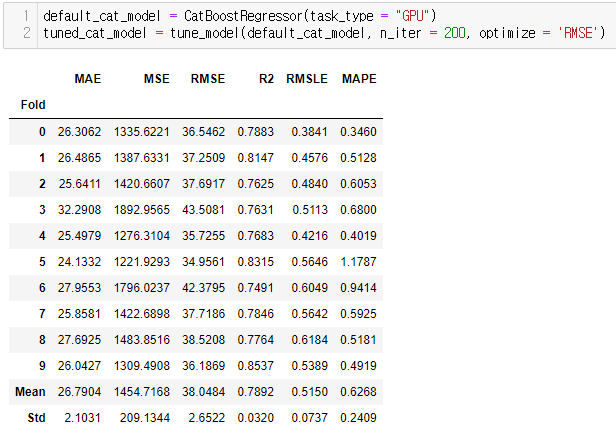 1 default_cat_model = CatBoostRegressor(task_type = "GPU")
2 tuned_cat_model = tune_model(default_cat_model, n_iter = 200, optimize = 'RMSE')
MAE MSE RMSE R2 RMSLE MAPE
Fold
0 26.3062 1335.6221 36.5462 0.7883 0.3841 0.3460
1 26.4865 1387.6331 37.2509 0.8147 0.4576 0.5128
2 25.6411 1420.6607 37.6917 0.7625 0.4840 0.6053
3 32.2908 1892.9565 43.5081 0.7631 0.5113 0.6800
4 25.4979 1276.3104 35.7255 0.7683 0.4216 0.4019
5 24.1332 1221.9293 34.9561 0.8315 0.5646 1.1787
6 27.9553 1796.0237 42.3795 0.7491 0.6049 0.9414
7 25.8581 1422.6898 37.7186 0.7846 0.5642 0.5925
8 27.6925 1483.8516 38.5208 0.7764 0.6184 0.5181
9 26.0427 1309.4908 36.1869 0.8537 0.5389 0.4919
Mean 26.7904 1454.7168 38.0484 0.7892 0.5150 0.6268
Std 2.1031 209.1344 2.6522 0.0320 0.0737 0.2409